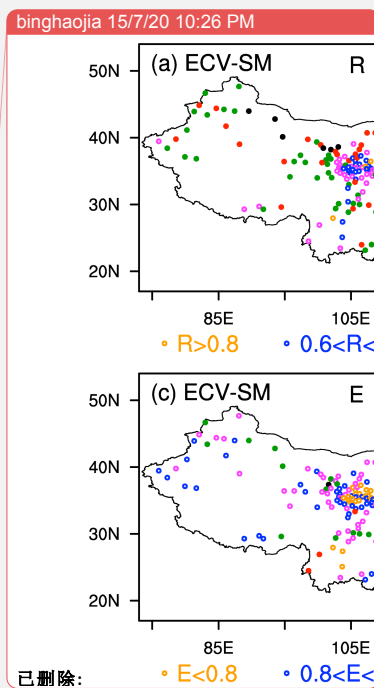 binghaojia 15/7/20 10:26 PM
(a) ECV-SM R
50N
40N
30N
20N
85E 105E
R>0.8 0.6<R<
(c) ECV-SM E
50N
40N
30N
20N
85E 105E
已删除: E<0.8 0.8<E<